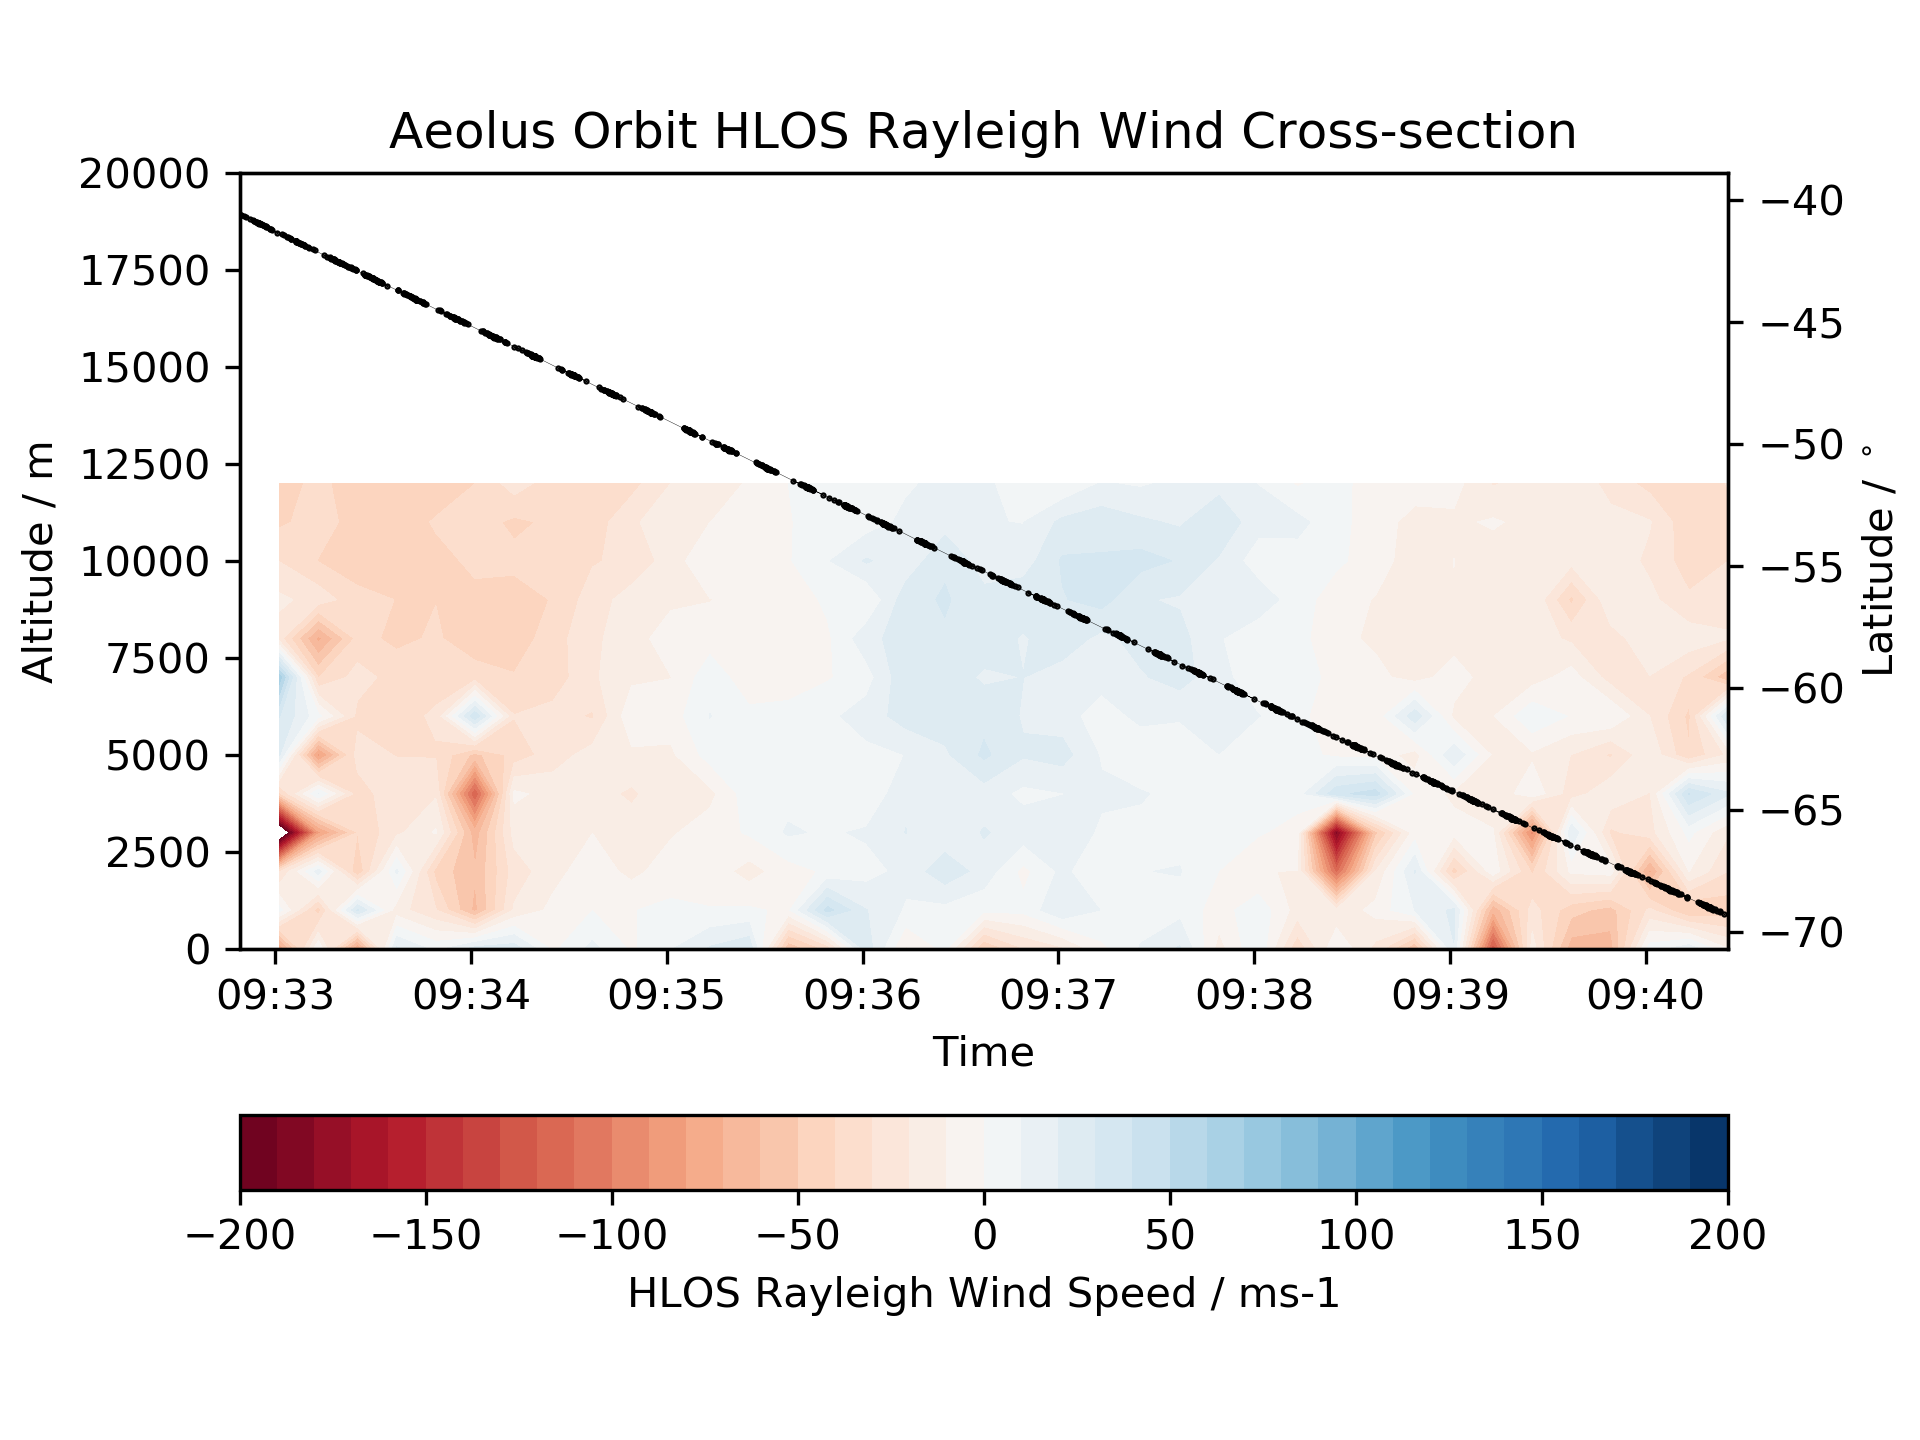 Aeolus Orbit HLOS Rayleigh Wind Cross-section
20000
17500
15000
12500
10000
7500
5000
2500
0
Altitude / m
−40
−45
−50
−55
−60
−65
−70
Latitude / °
09:33 09:34 09:35 09:36 09:37 09:38 09:39 09:40
Time
−200 −150 −100 −50 0 50 100 150 200
HLOS Rayleigh Wind Speed / ms-1